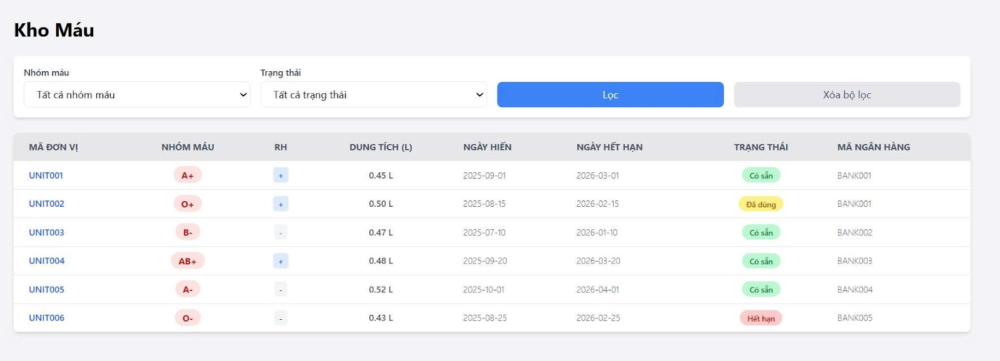 Kho Máu
Nhóm máu Trạng thái
Tất cả nhóm máu Tất cả trạng thái Lọc Xóa bộ lọc
MÃ ĐƠN VỊ NHÓM MÁU RH DUNG TÍCH (L) NGÀY HIẾN NGÀY HẾT HẠN TRẠNG THÁI MÃ NGÂN HÀNG
UNIT001 A+ + 0.45 L 2025-09-01 2026-03-01 Có sẵn BANK001
UNIT002 O+ + 0.50 L 2025-08-15 2026-02-15 Đã dùng BANK001
UNIT003 B- - 0.47 L 2025-07-10 2026-01-10 Có sẵn BANK002
UNIT004 AB+ + 0.48 L 2025-09-20 2026-03-20 Có sẵn BANK003
UNIT005 A- - 0.52 L 2025-10-01 2026-04-01 Có sẵn BANK004
UNIT006 O- - 0.43 L 2025-08-25 2026-02-25 Hết hạn BANK005